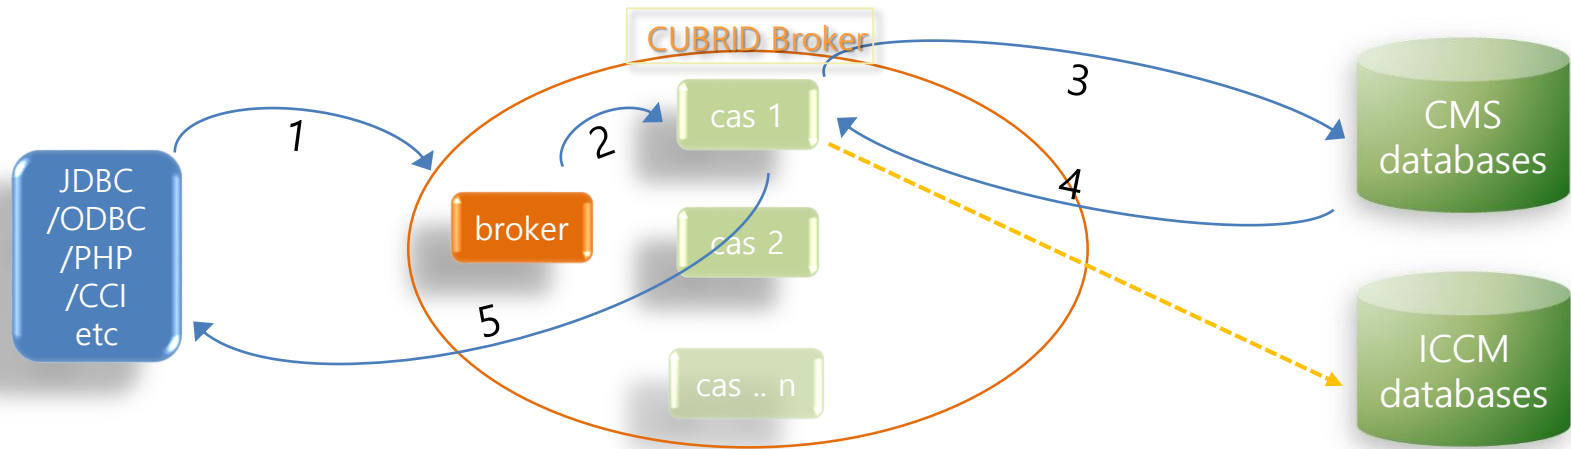 CUBRID Broker
JDBC
/ODBC
/PHP
/CCI
etc
1
broker
2
cas 1
cas 2
cas .. n
3
4
5
CMS
databases
ICCM
databases